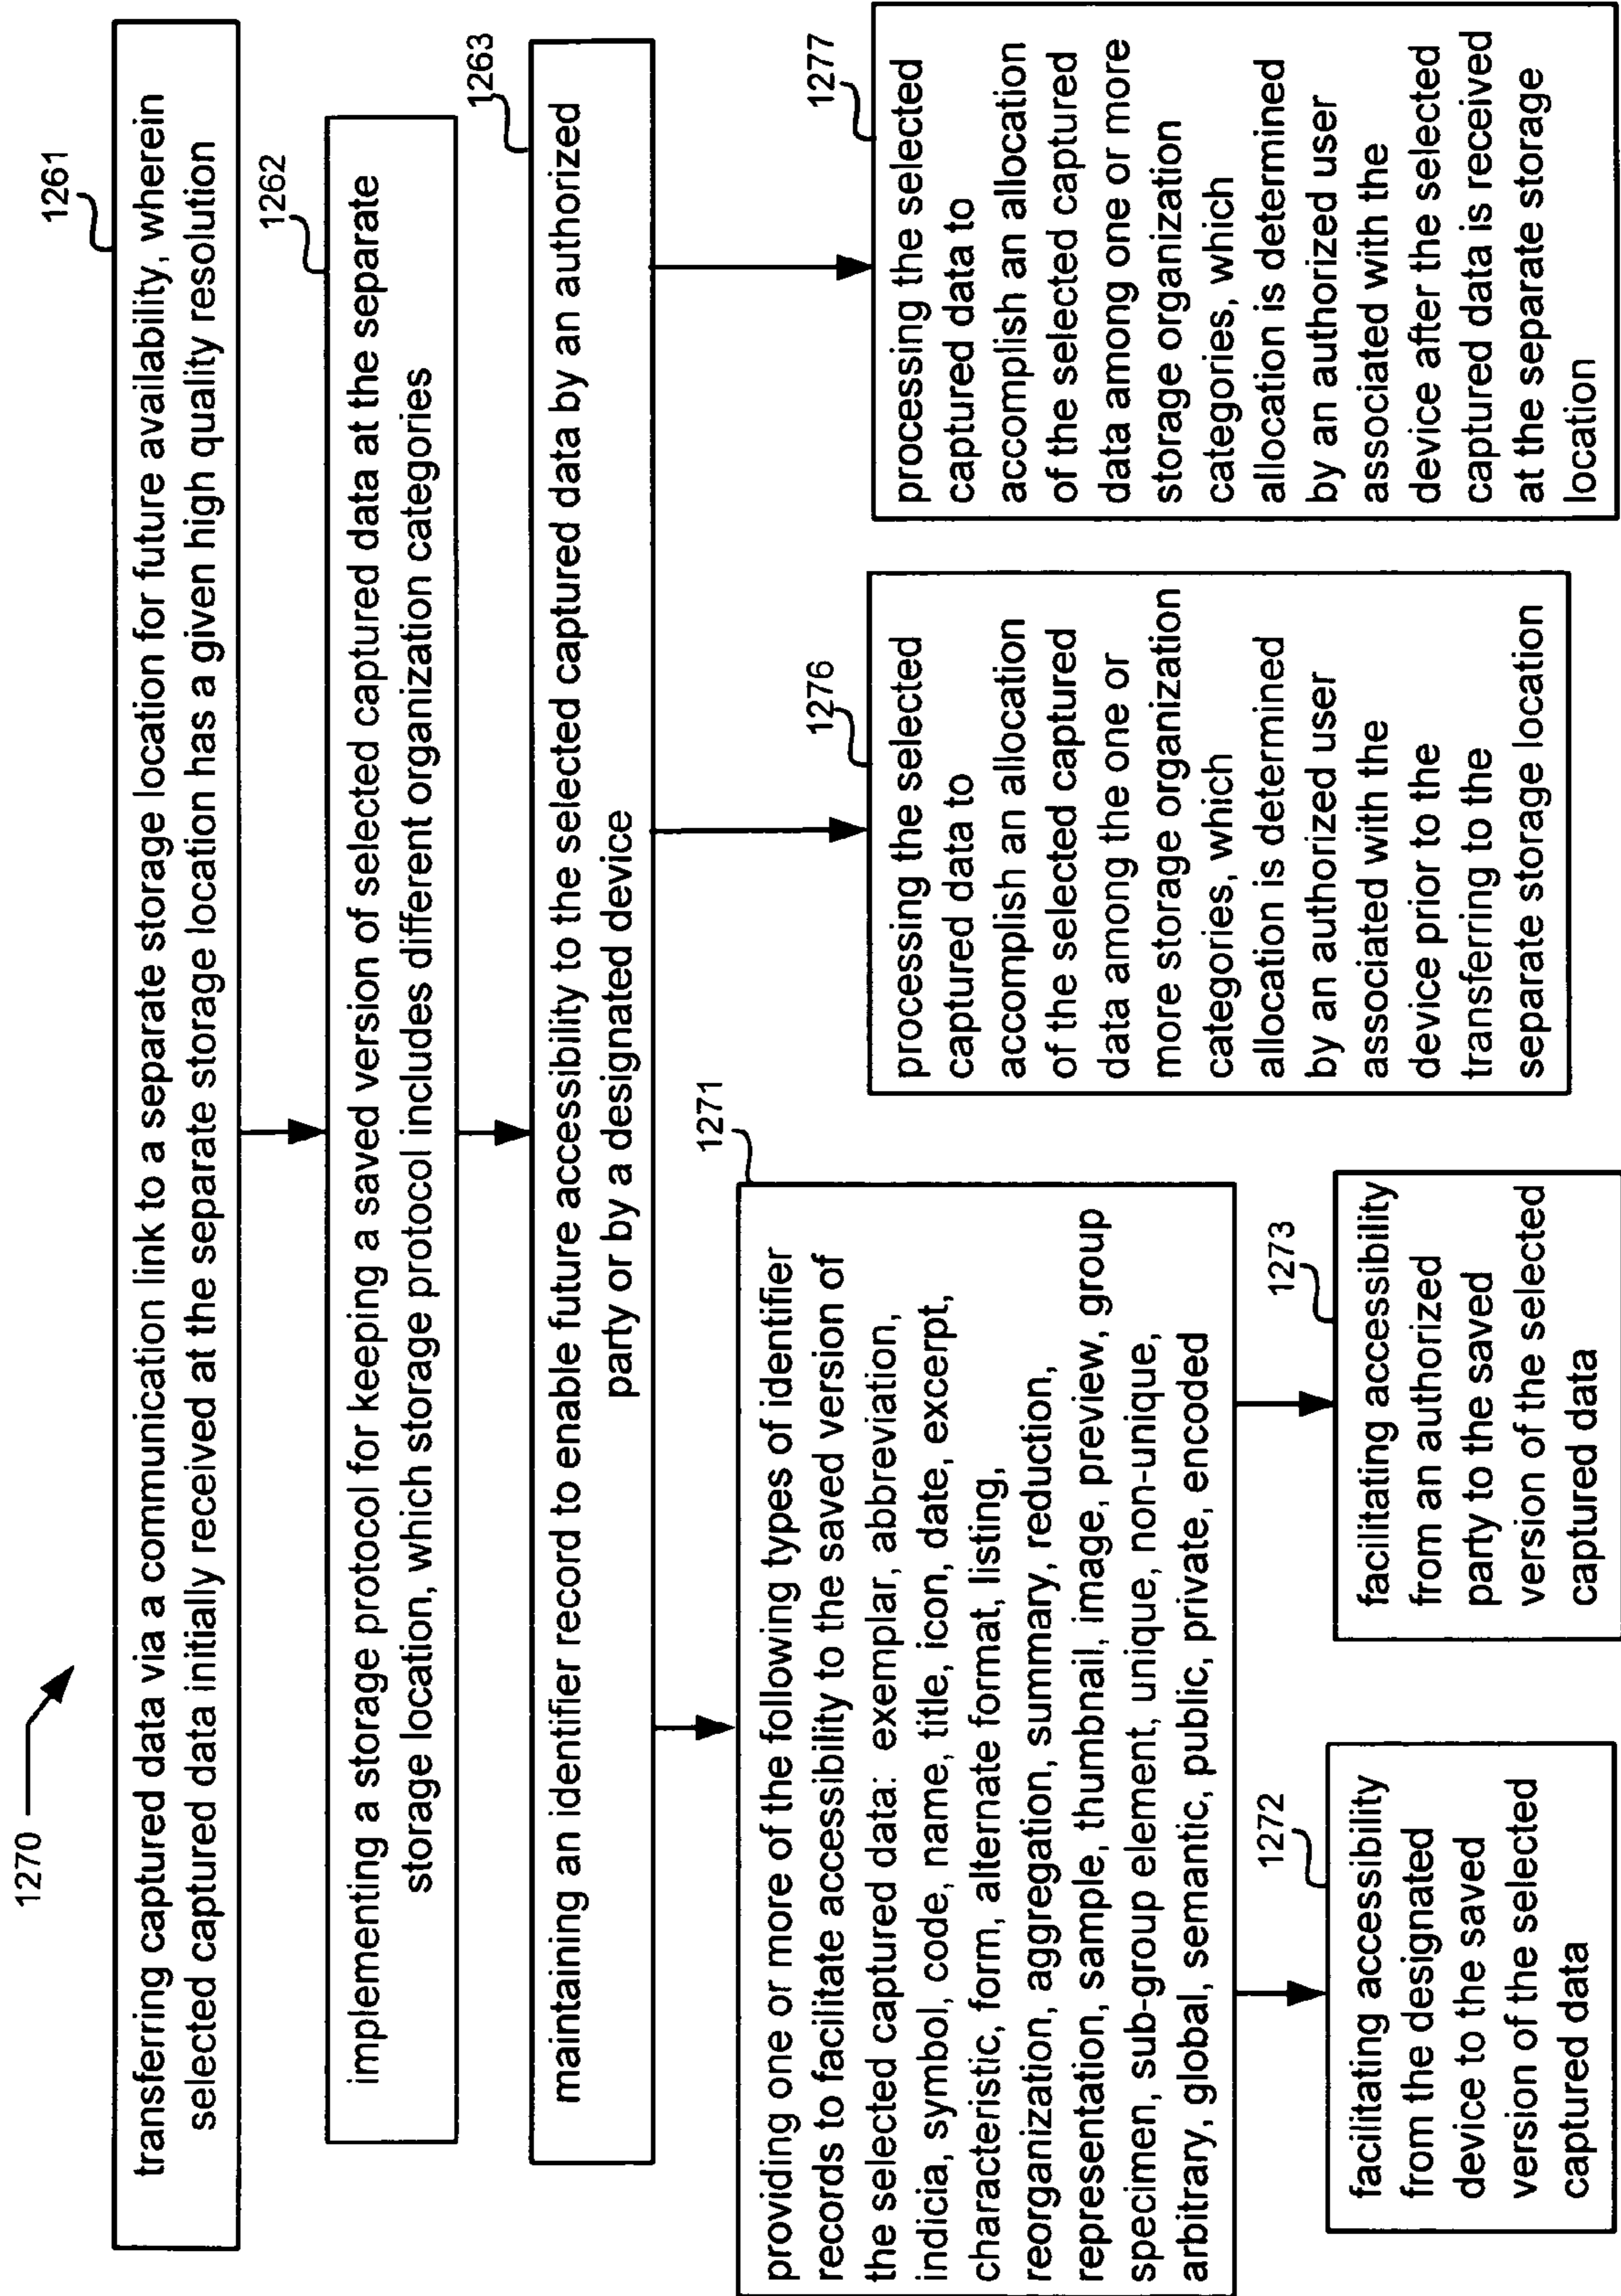 1270
1261
transferring captured data via a communication link to a separate storage location for future availability, wherein
selected captured data initially received at the separate storage location has a given high quality resolution
1262
implementing a storage protocol for keeping a saved version of selected captured data at the separate
storage location, which storage protocol includes different organization categories
1263
maintaining an identifier record to enable future accessibility to the selected captured data by an authorized
party or by a designated device
1271
providing one or more of the following types of identifier
records to facilitate accessibility to the saved version of
the selected captured data: exemplar, abbreviation,
indicia, symbol, code, name, title, icon, date, excerpt,
characteristic, form, alternate format, listing,
reorganization, aggregation, summary, reduction,
representation, sample, thumbnail, image, preview, group
specimen, sub-group element, unique, non-unique,
arbitrary, global, semantic, public, private, encoded
1272
facilitating accessibility
from the designated
device to the saved
version of the selected
captured data
1273
facilitating accessibility
from an authorized
party to the saved
version of the selected
captured data
1276
processing the selected
captured data to
accomplish an allocation
of the selected captured
data among the one or
more storage organization
categories, which
allocation is determined
by an authorized user
associated with the
device prior to the
transferring to the
separate storage location
1277
processing the selected
captured data to
accomplish an allocation
of the selected captured
data among one or more
storage organization
categories, which
allocation is determined
by an authorized user
associated with the
device after the selected
captured data is received
at the separate storage
location